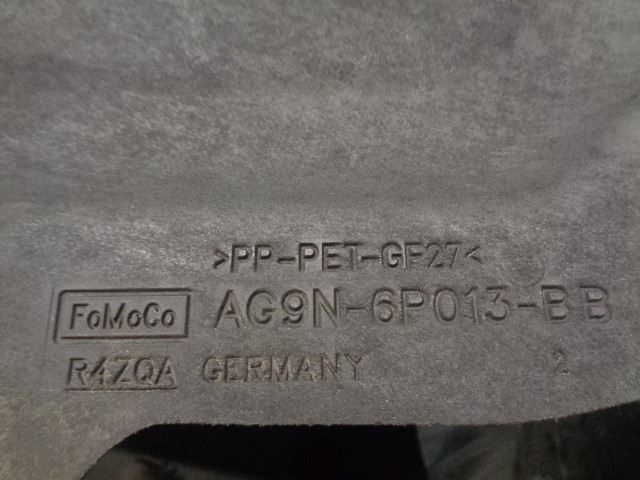 >PP-PET-GF27<
FoMoCo AG9N-6P013-BB
R4ZQA GERMANY 2